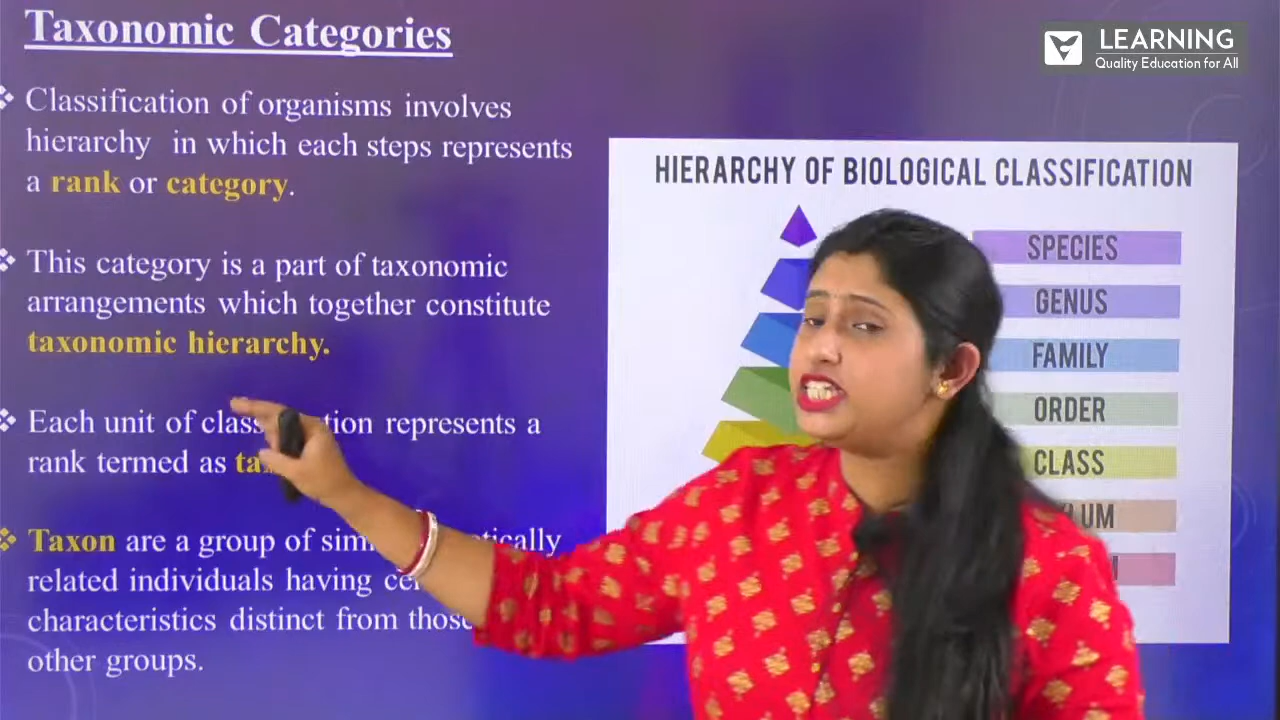 Taxonomic Categories
LEARNING
Quality Education for All
Classification of organisms involves
hierarchy in which each steps represents
a rank or category.
This category is a part of taxonomic
arrangements which together constitute
taxonomic hierarchy.
Each unit of represents a
rank termed as
Taxon are a group of
related individuals having
characteristics distinct from those
other groups.
HIERARCHY OF BIOLOGICAL CLASSIFICATION
SPECIES
GENUS
FAMILY
ORDER
CLASS